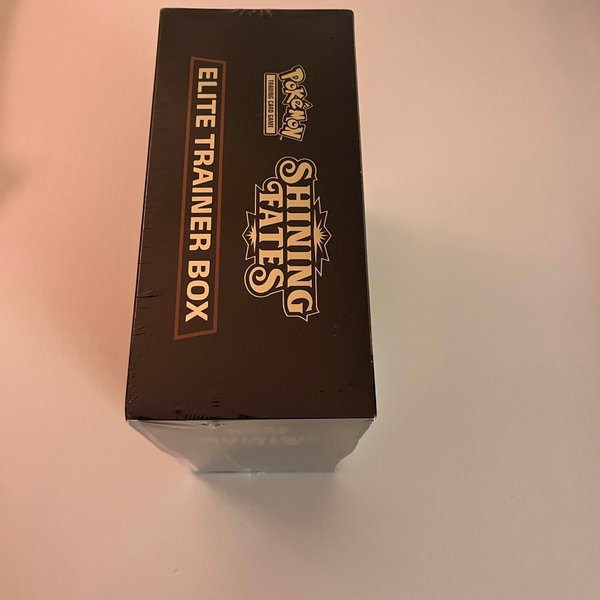 POKéMON
TRADING CARD GAME
SHINING
FATES
ELITE TRAINER BOX